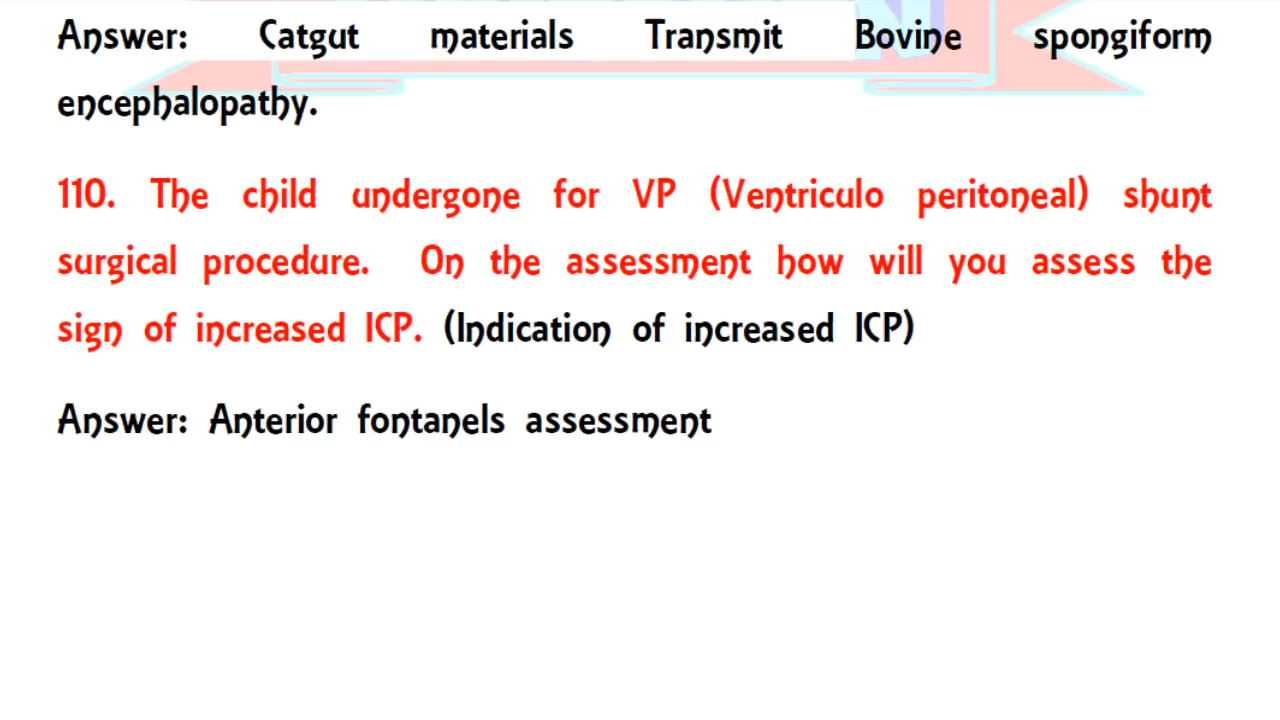 Answer: Catgut materials Transmit Bovine spongiform
encephalopathy.
110. The child undergone for VP (Ventriculo peritoneal) shunt
surgical procedure. On the assessment how will you assess the
sign of increased ICP. (Indication of increased ICP)
Answer: Anterior fontanels assessment